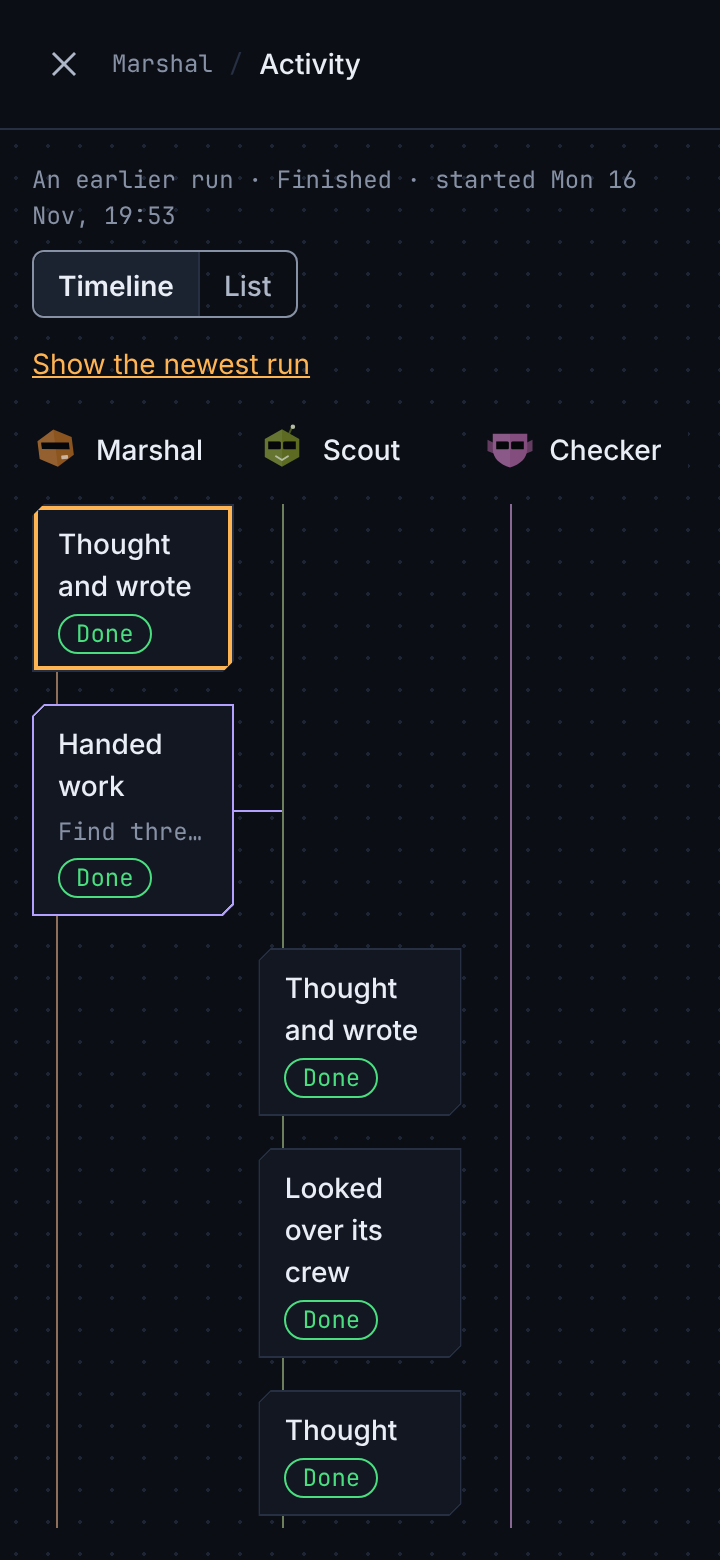 Marshal / Activity
An earlier run · Finished · started Mon 16
Nov, 19:53
Timeline List
Show the newest run
Marshal Scout Checker
Thought
and wrote
Done
Handed
work
Find thre…
Done
Thought
and wrote
Done
Looked
over its
crew
Done
Thought
Done